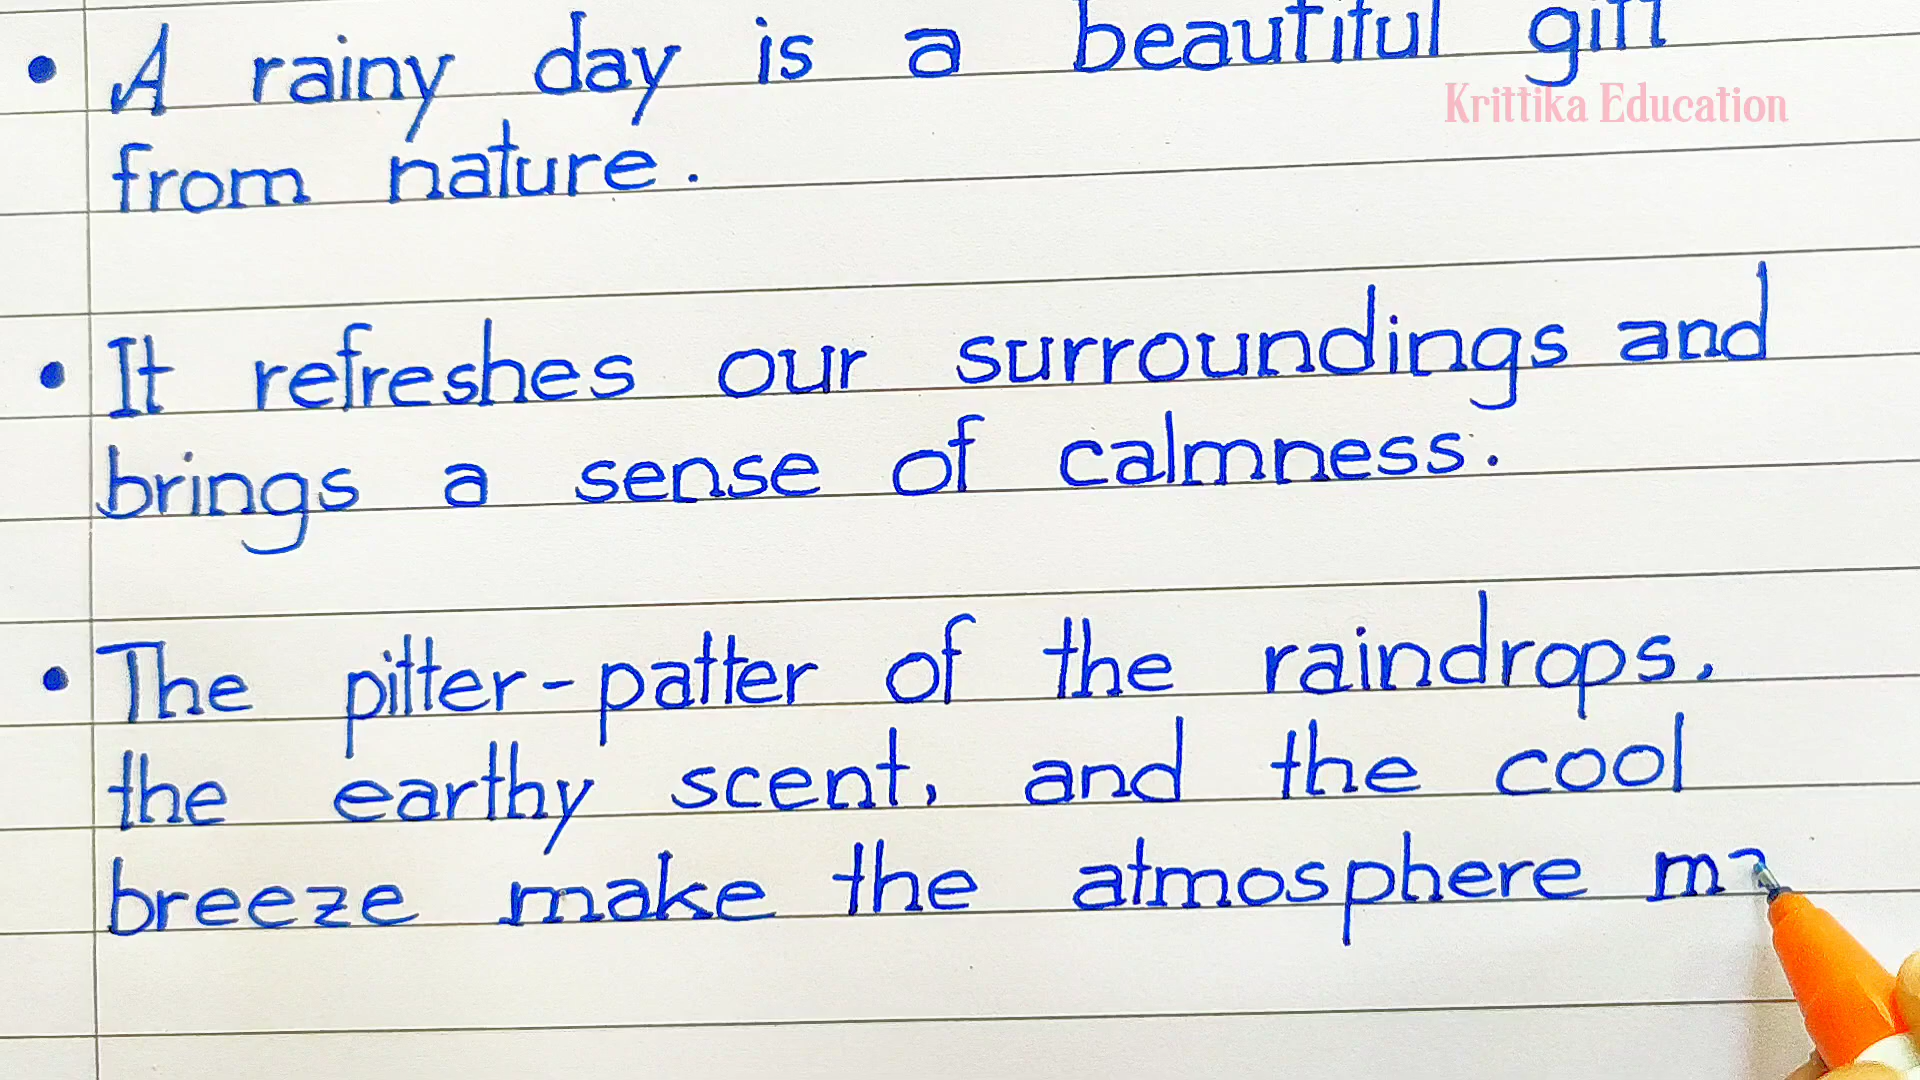 • A rainy day is a beautiful gift
Krittika Education
from nature.
• It refreshes our surroundings and
brings a sense of calmness.
• The pitter-patter of the raindrops,
the earthy scent, and the cool
breeze make the atmosphere